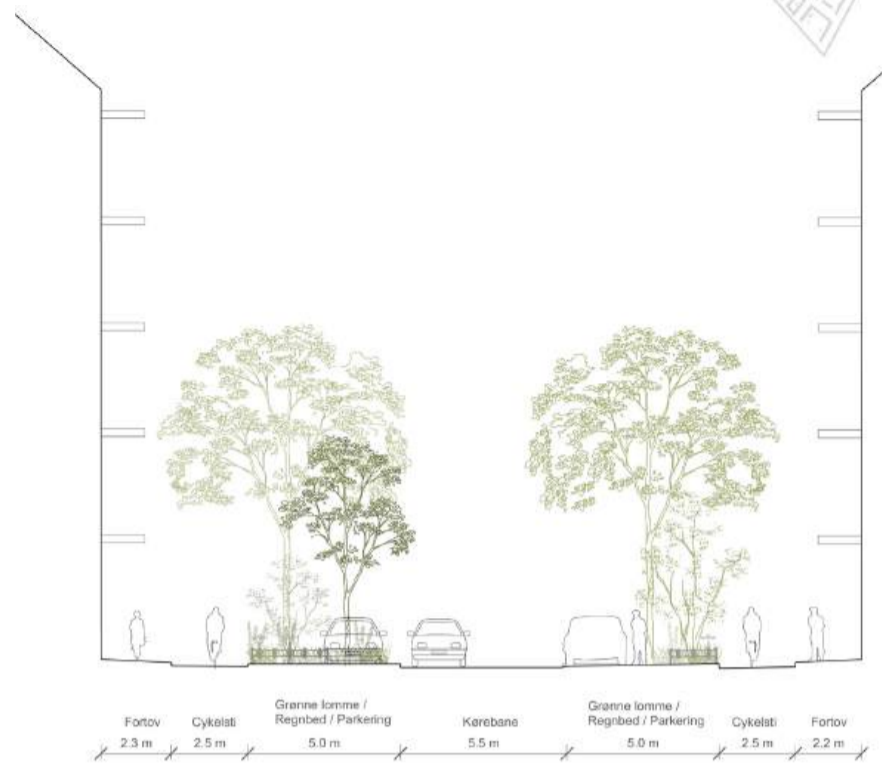 Fortov
2.3 m
Cykelsti
2.5 m
Grønne lomme /
Regnbed / Parkering
5.0 m
Kørebane
5.5 m
Grønne lomme /
Regnbed / Parkering
5.0 m
Cykelsti
2.5 m
Fortov
2.2 m